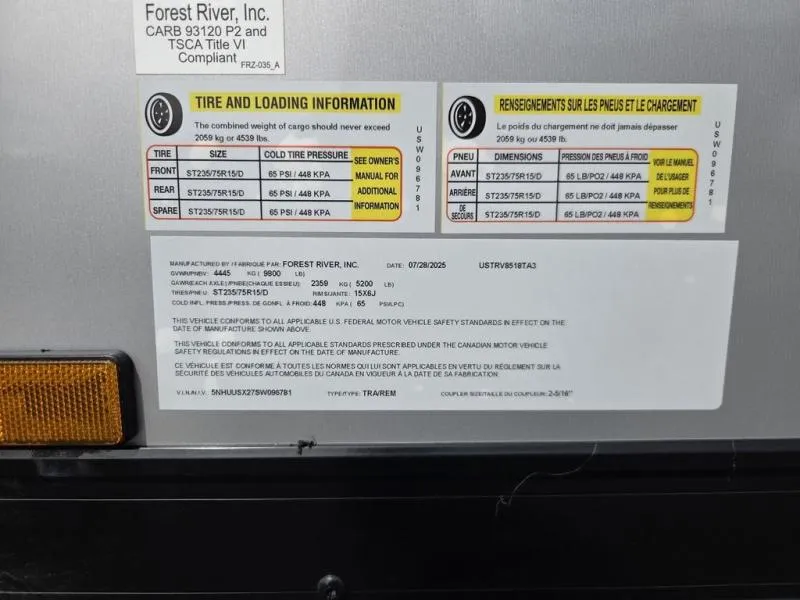 Forest River, Inc.
CARB 93120 P2 and
TSCA Title VI
Compliant FRZ-035_A
TIRE AND LOADING INFORMATION
The combined weight of cargo should never exceed
2059 kg or 4539 lbs.
TIRE SIZE COLD TIRE PRESSURE SEE OWNER'S MANUAL FOR ADDITIONAL INFORMATION
FRONT ST235/75R15/D 65 PSI / 448 KPA
REAR ST235/75R15/D 65 PSI / 448 KPA
SPARE ST235/75R15/D 65 PSI / 448 KPA
USW096781
RENSEIGNEMENTS SUR LES PNEUS ET LE CHARGEMENT
Le poids du chargement ne doit jamais dépasser
2059 kg or 4539 lb.
PNEU DIMENSIONS PRESSION DES PNEUS À FROID VOIR LE MANUEL DE L'USAGER POUR PLUS DE RENSEIGNEMENTS
AVANT ST235/75R15/D 65 LB/PO2 / 448 KPA
ARRIÈRE ST235/75R15/D 65 LB/PO2 / 448 KPA
DE SECOURS ST235/75R15/D 65 LB/PO2 / 448 KPA
USW096781
MANUFACTURED BY / FABRIQUÉ PAR: FOREST RIVER, INC. DATE: 07/28/2025 USTRV8518TA3
GVWR/PNBV: 4445 KG ( 9800 LB)
GAWR(EACH AXLE)/PNBE(CHAQUE ESSIEU): 2359 KG ( 5200 LB)
TIRES/PNEU: ST235/75R15/D RIMS/JANTE: 15X6J
COLD INFL. PRESS/PRESS. DE GONFL. À FROID: 448 KPA ( 65 PSI/LPC)
THIS VEHICLE CONFORMS TO ALL APPLICABLE U.S. FEDERAL MOTOR VEHICLE SAFETY STANDARDS IN EFFECT ON THE
DATE OF MANUFACTURE SHOWN ABOVE.
THIS VEHICLE CONFORMS TO ALL APPLICABLE STANDARDS PRESCRIBED UNDER THE CANADIAN MOTOR VEHICLE
SAFETY REGULATIONS IN EFFECT ON THE DATE OF MANUFACTURE.
CE VÉHICULE EST CONFORME À TOUTES LES NORMES QUI LUI SONT APPLICABLES EN VERTU DU RÈGLEMENT SUR LA
SÉCURITÉ DES VÉHICULES AUTOMOBILES DU CANADA EN VIGUEUR À LA DATE DE SA FABRICATION.
V.I.N./N.I.V.: 5NHUUSX27SW096781 TYPE/TYPE: TRA/REM COUPLER SIZE/TAILLE DU COUPLEUR: 2-5/16"